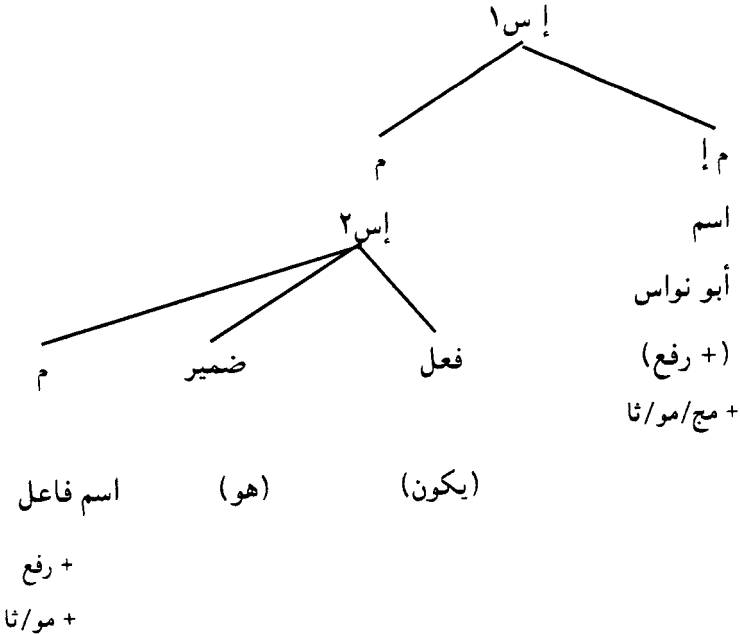 إ س١
م إ
م
اسم
إس٢
أبو نواس
(+ رفع)
فعل
ضمير
م
+ مج/مو/ثا
(يكون)
(هو)
اسم فاعل
+ رفع
+ مو/ثا